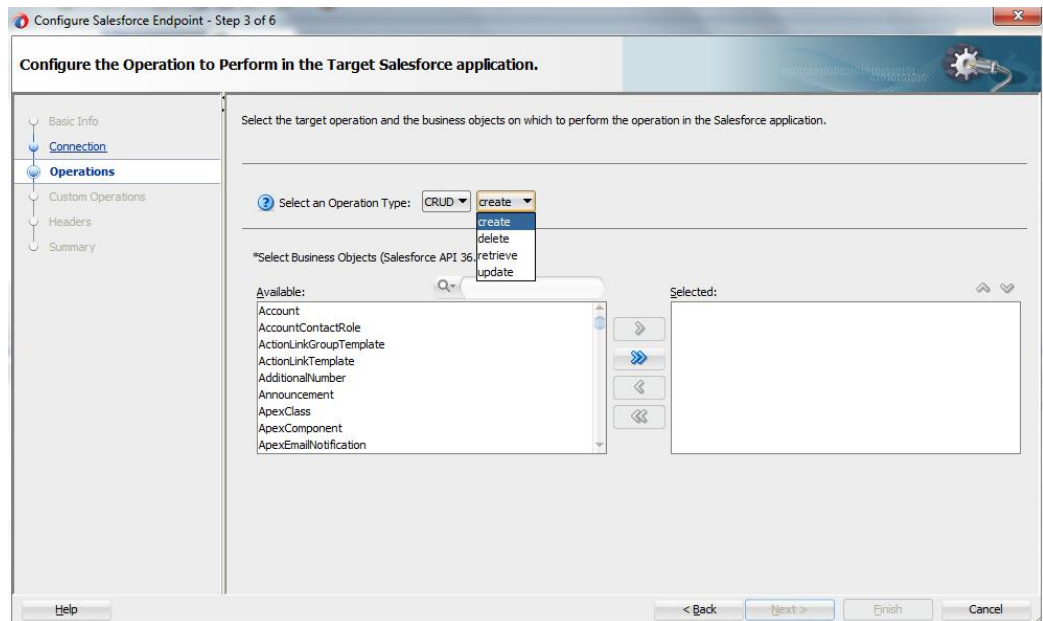 Configure Salesforce Endpoint - Step 3 of 6
Configure the Operation to Perform in the Target Salesforce application.
Basic Info
Connection
Operations
Custom Operations
Headers
Summary
Select the target operation and the business objects on which to perform the operation in the Salesforce application.
Select an Operation Type: CRUD create
create
delete
retrieve
update
*Select Business Objects (Salesforce API 36.
Available:
Account
AccountContactRole
ActionLinkGroupTemplate
ActionLinkTemplate
AdditionalNumber
Announcement
ApexClass
ApexComponent
ApexEmailNotification
Selected:
Help
< Back
Next >
Finish
Cancel